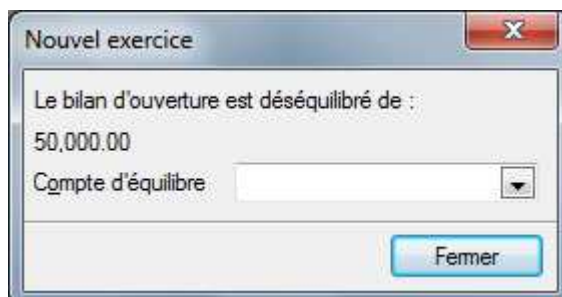 Nouvel exercice
Le bilan d'ouverture est déséquilibré de :
50,000.00
Compte d'équilibre
Fermer